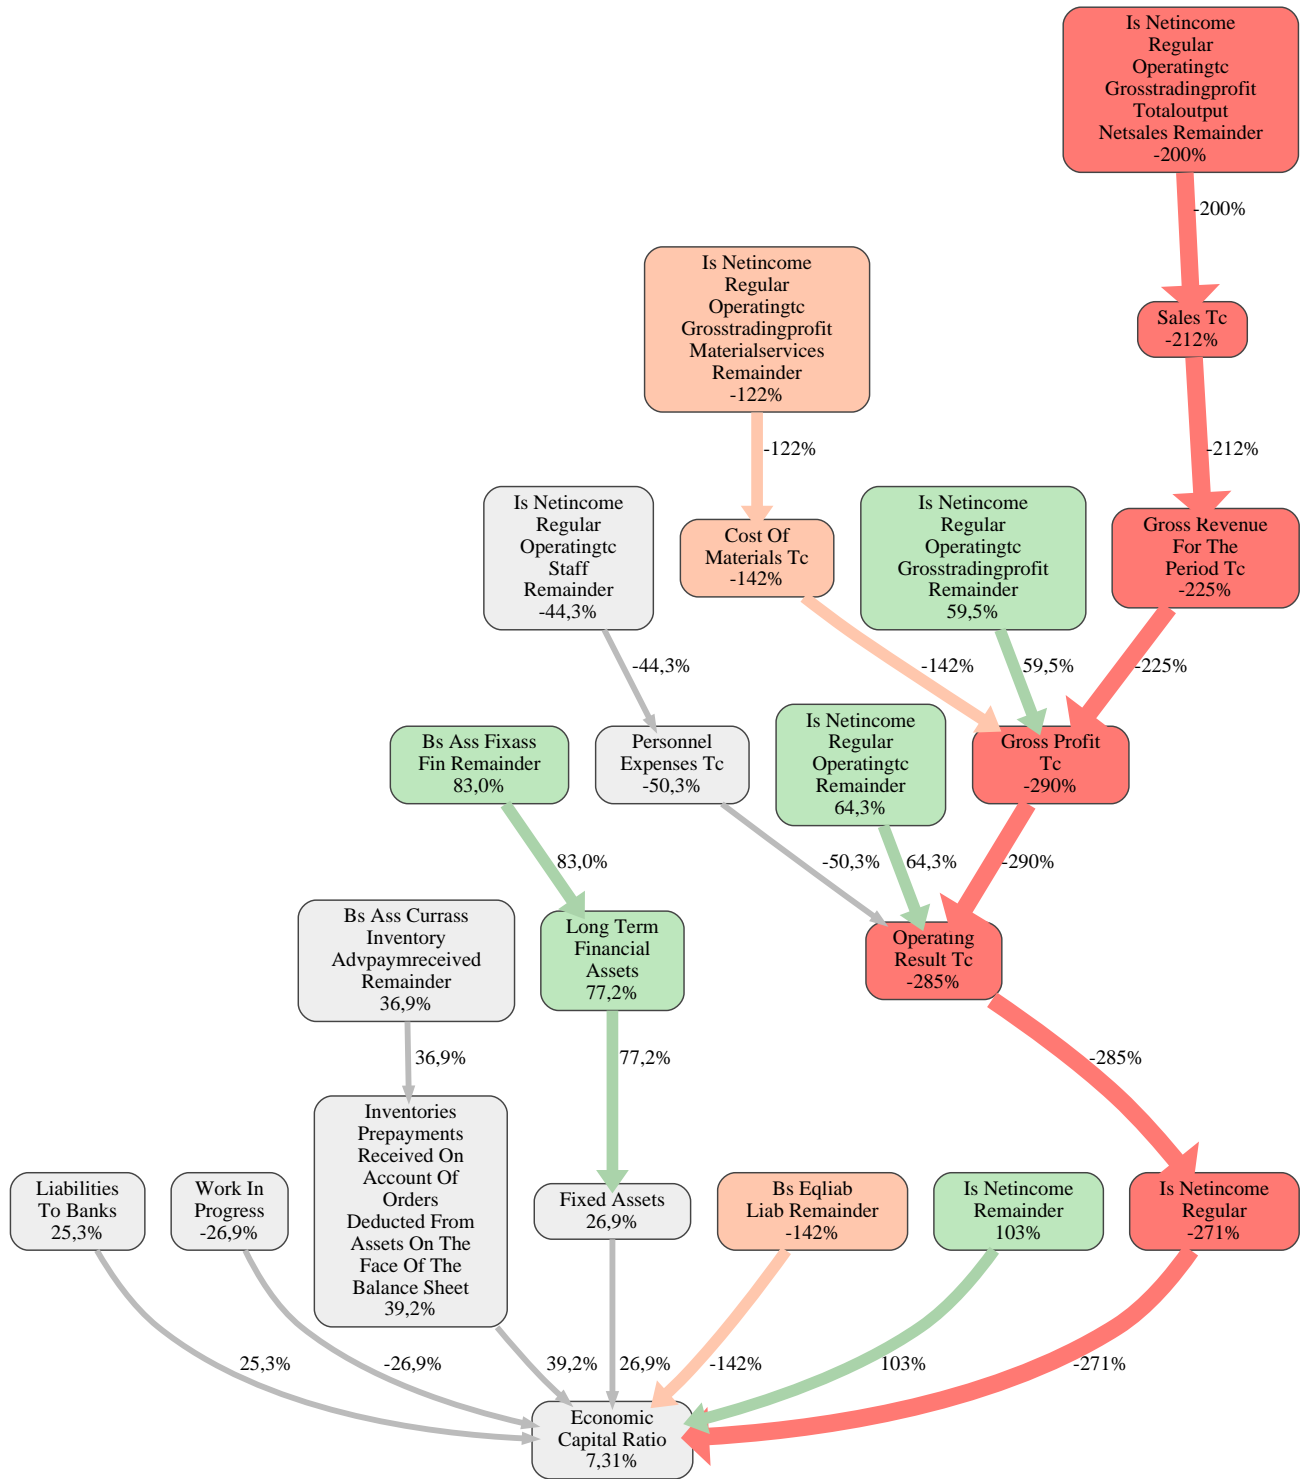 Is Netincome
Regular
Operatingtc
Grosstradingprofit
Totaloutput
Netsales Remainder
-200%
-200%
Is Netincome
Regular
Operatingtc
Grosstradingprofit
Materialservices
Remainder
-122%
Sales Tc
-212%
-122%
-212%
Is Netincome
Regular
Operatingtc
Staff
Remainder
-44,3%
Cost Of
Materials Tc
-142%
Is Netincome
Regular
Operatingtc
Grosstradingprofit
Remainder
59,5%
Gross Revenue
For The
Period Tc
-225%
-44,3%
-142%
59,5%
-225%
Bs Ass Fixass
Fin Remainder
83,0%
Personnel
Expenses Tc
-50,3%
Is Netincome
Regular
Operatingtc
Remainder
64,3%
Gross Profit
Tc
-290%
83,0%
-50,3%
64,3%
-290%
Bs Ass Currass
Inventory
Advpaymreceived
Remainder
36,9%
Long Term
Financial
Assets
77,2%
Operating
Result Tc
-285%
36,9%
77,2%
-285%
Liabilities
To Banks
25,3%
Work In
Progress
-26,9%
Inventories
Prepayments
Received On
Account Of
Orders
Deducted From
Assets On The
Face Of The
Balance Sheet
39,2%
Fixed Assets
26,9%
Bs Eqliab
Liab Remainder
-142%
Is Netincome
Remainder
103%
Is Netincome
Regular
-271%
25,3%
-26,9%
39,2%
26,9%
-142%
103%
-271%
Economic
Capital Ratio
7,31%